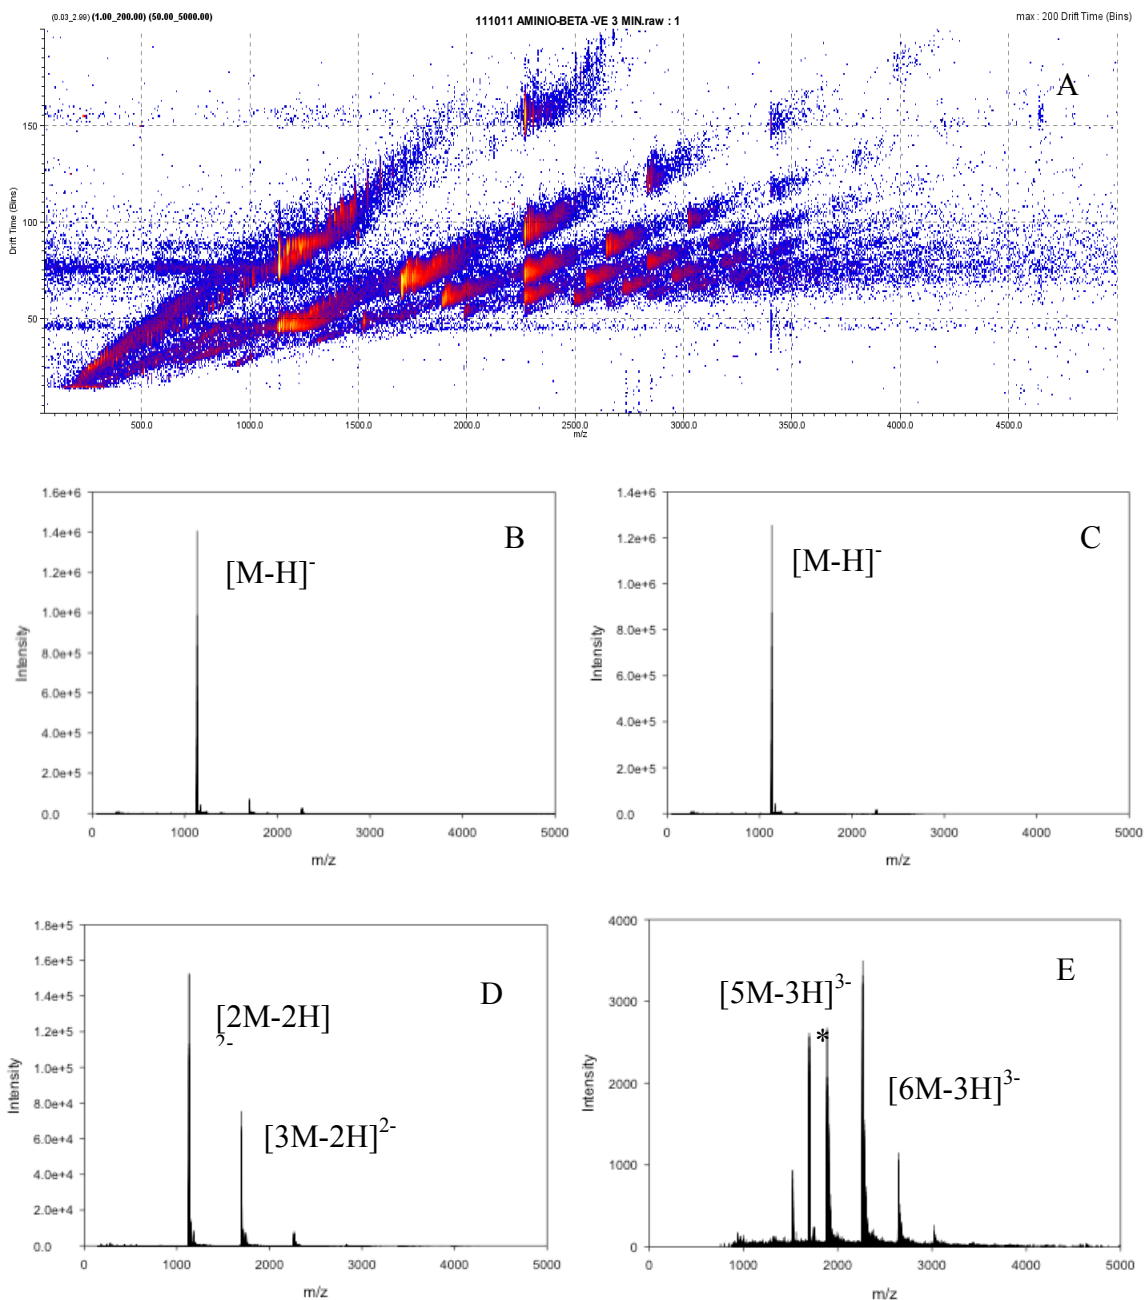 (0.03_2.99) (1.00_200.00) (50.00_5000.00)
111011 AMINIO-BETA -VE 3 MIN.raw : 1
max : 200 Drift Time (Bins)
A
Drift Time (Bins)
150
100
50
500.0 1000.0 1500.0 2000.0 2500.0 3000.0 3500.0 4000.0 4500.0
m/z
B
[M-H]-
Intensity
1.6e+6
1.4e+6
1.2e+6
1.0e+6
8.0e+5
6.0e+5
4.0e+5
2.0e+5
0.0
0 1000 2000 3000 4000 5000
m/z
C
[M-H]-
Intensity
1.4e+6
1.2e+6
1.0e+6
8.0e+5
6.0e+5
4.0e+5
2.0e+5
0.0
0 1000 2000 3000 4000 5000
m/z
D
[2M-2H]
2-
[3M-2H]2-
Intensity
1.8e+5
1.6e+5
1.4e+5
1.2e+5
1.0e+5
8.0e+4
6.0e+4
4.0e+4
2.0e+4
0.0
0 1000 2000 3000 4000 5000
m/z
E
[5M-3H]3-
*
[6M-3H]3-
Intensity
4000
3000
2000
1000
0
0 1000 2000 3000 4000 5000
m/z